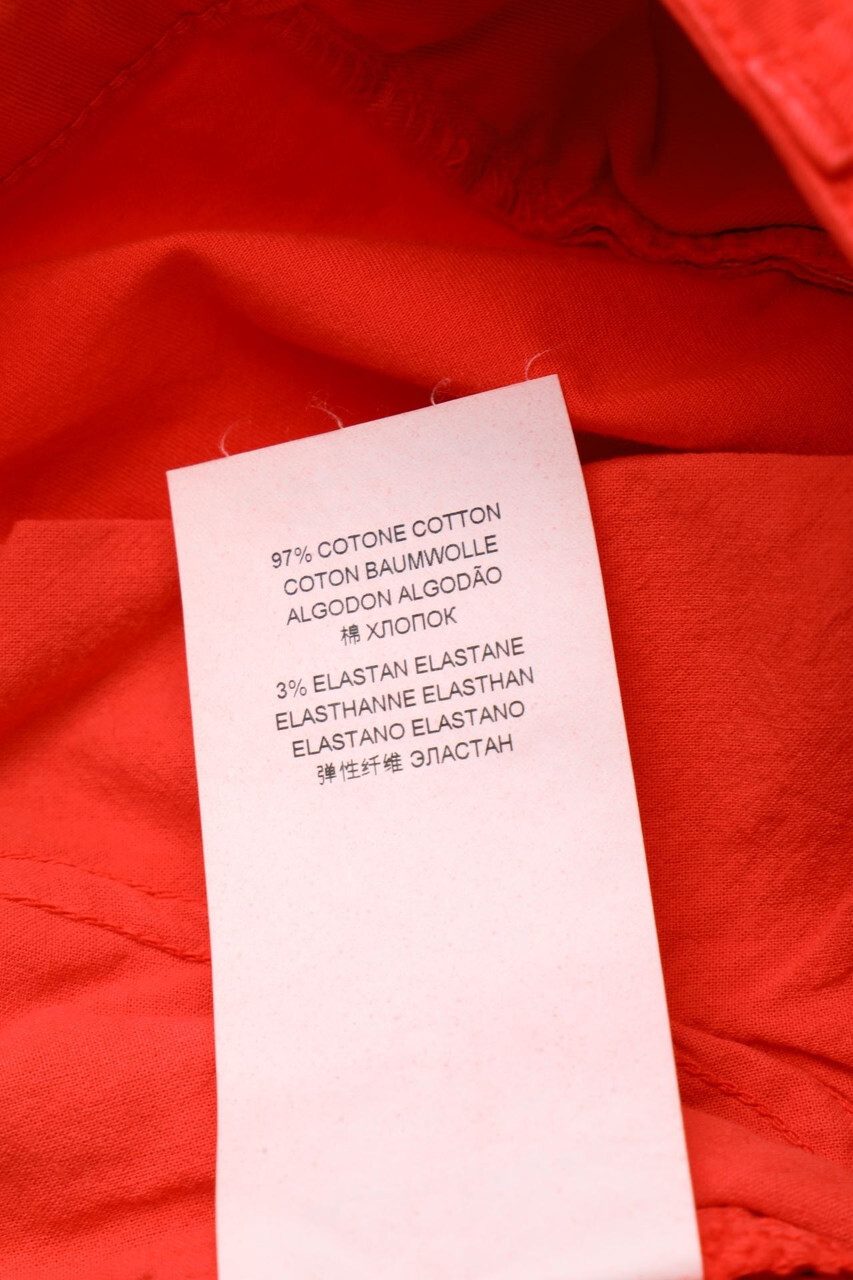 97% COTONE COTTON
COTON BAUMWOLLE
ALGODON ALGODÃO
棉 ХЛОПОК
3% ELASTAN ELASTANE
ELASTHANNE ELASTHAN
ELASTANO ELASTANO
弹性纤维 ЭЛАСТАН